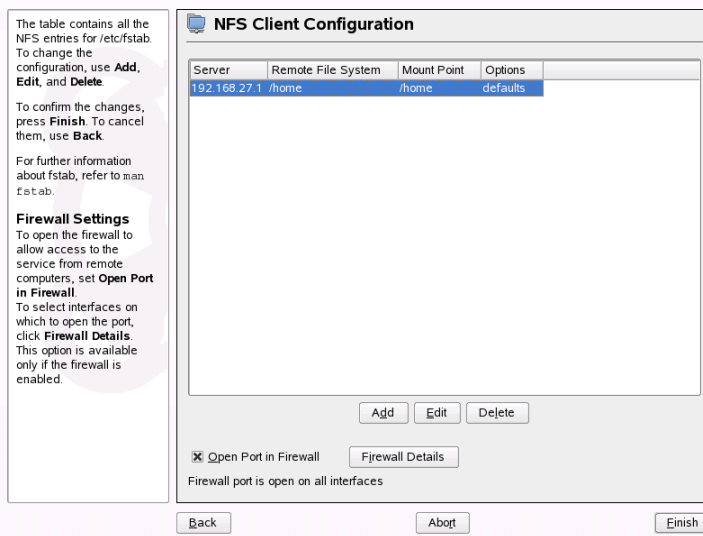 The table contains all the
NFS entries for /etc/fstab.
To change the
configuration, use Add,
Edit, and Delete.
To confirm the changes,
press Finish. To cancel
them, use Back.
For further information
about fstab, refer to man
fstab.
Firewall Settings
To open the firewall to
allow access to the
service from remote
computers, set Open Port
in Firewall.
To select interfaces on
which to open the port,
click Firewall Details.
This option is available
only if the firewall is
enabled.
NFS Client Configuration
Server Remote File System Mount Point Options
192.168.27.1 /home /home defaults
Add Edit Delete
Open Port in Firewall Firewall Details
Firewall port is open on all interfaces
Back Abort Finish